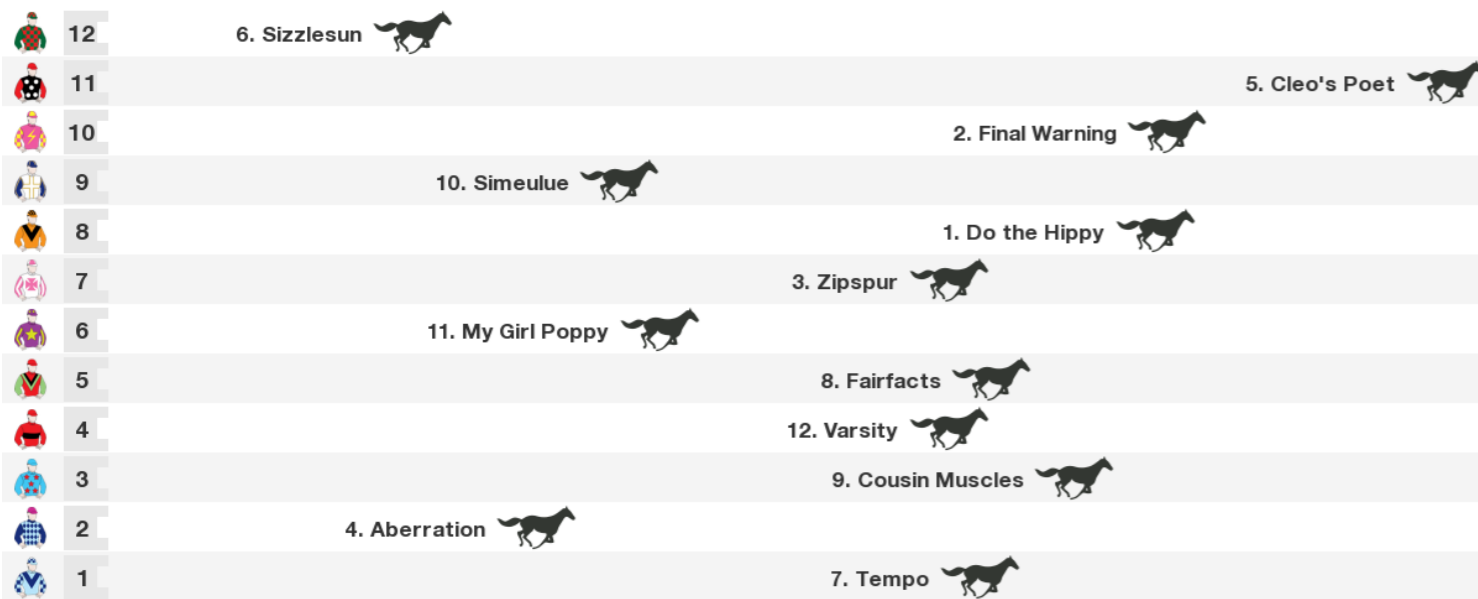 12 6. Sizzlesun
11 5. Cleo's Poet
10 2. Final Warning
9 10. Simeulue
8 1. Do the Hippy
7 3. Zipspur
6 11. My Girl Poppy
5 8. Fairfacts
4 12. Varsity
3 9. Cousin Muscles
2 4. Aberration
1 7. Tempo